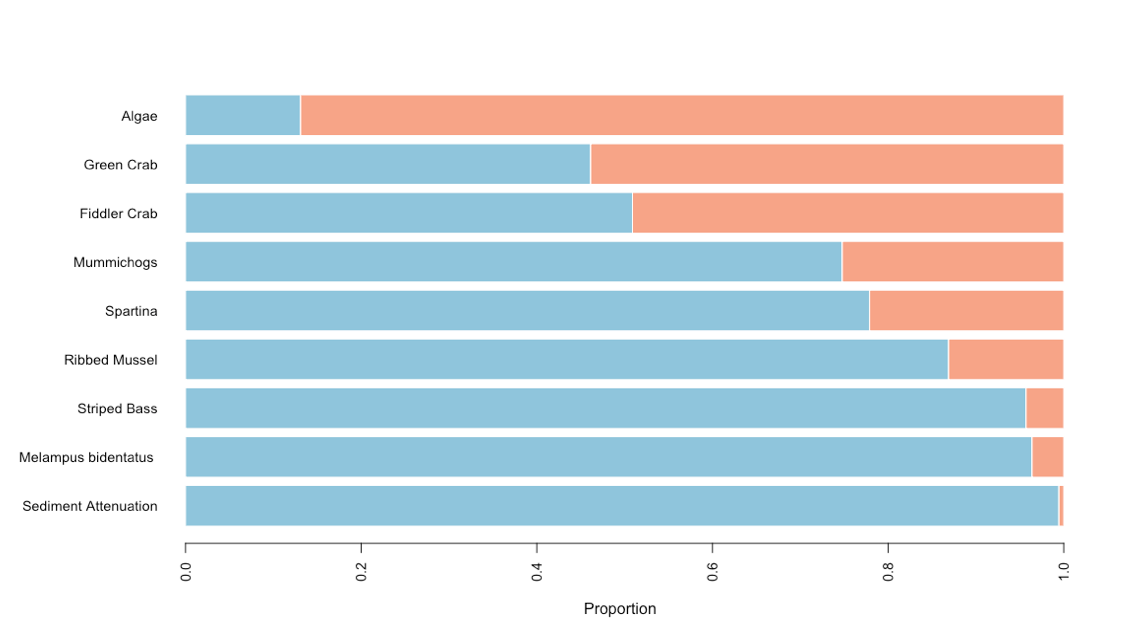 Algae
Green Crab
Fiddler Crab
Mummichogs
Spartina
Ribbed Mussel
Striped Bass
Melampus bidentatus
Sediment Attenuation
0.0
0.2
0.4
0.6
0.8
1.0
Proportion